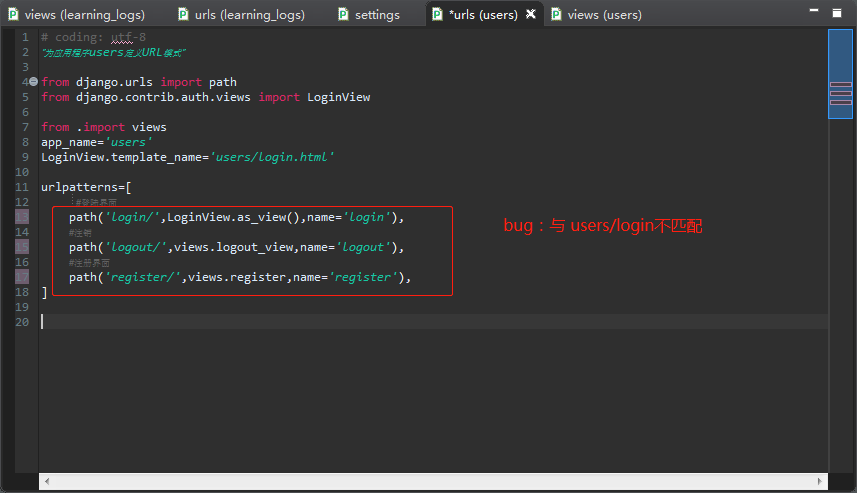 views (learning_logs) urls (learning_logs) settings *urls (users) views (users)
1 # coding: utf-8
2 "为应用程序users定义URL模式"
3
4 from django.urls import path
5 from django.contrib.auth.views import LoginView
6
7 from .import views
8 app_name='users'
9 LoginView.template_name='users/login.html'
10
11 urlpatterns=[
12 #登陆界面
13 path('login/',LoginView.as_view(),name='login'),
14 #注销
15 path('logout/',views.logout_view,name='logout'),
16 #注册界面
17 path('register/',views.register,name='register'),
18 ]
19
20
bug：与 users/login不匹配